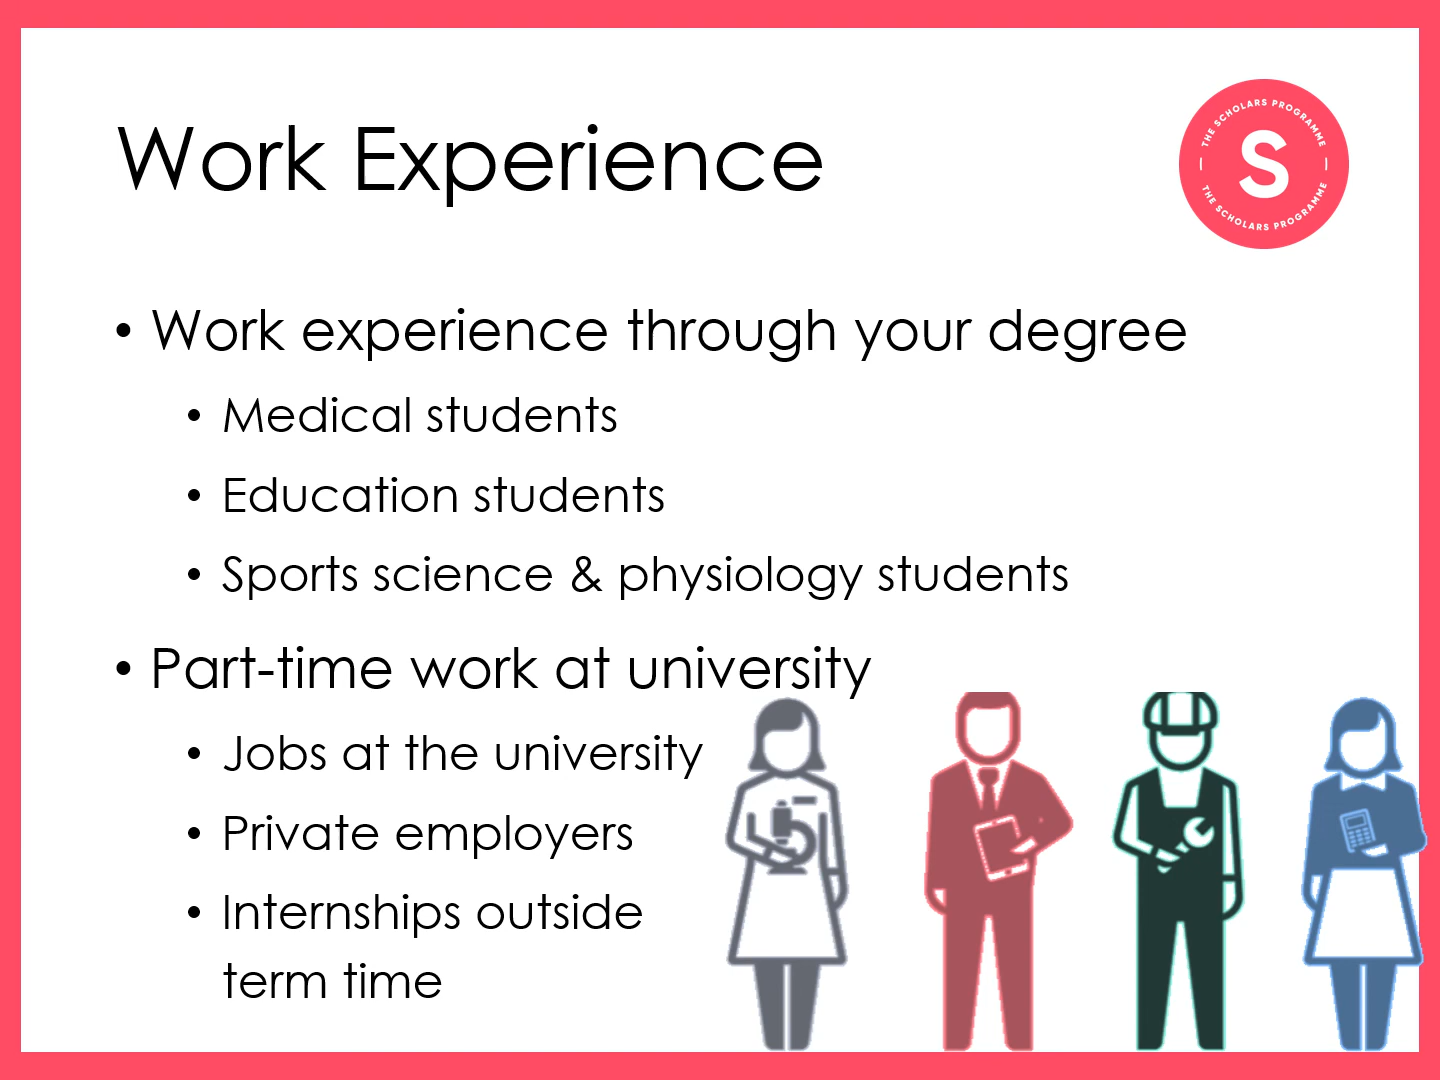 Work Experience
THE SCHOLARS PROGRAMME
S
THE SCHOLARS PROGRAMME
• Work experience through your degree
• Medical students
• Education students
• Sports science & physiology students
• Part-time work at university
• Jobs at the university
• Private employers
• Internships outside
term time